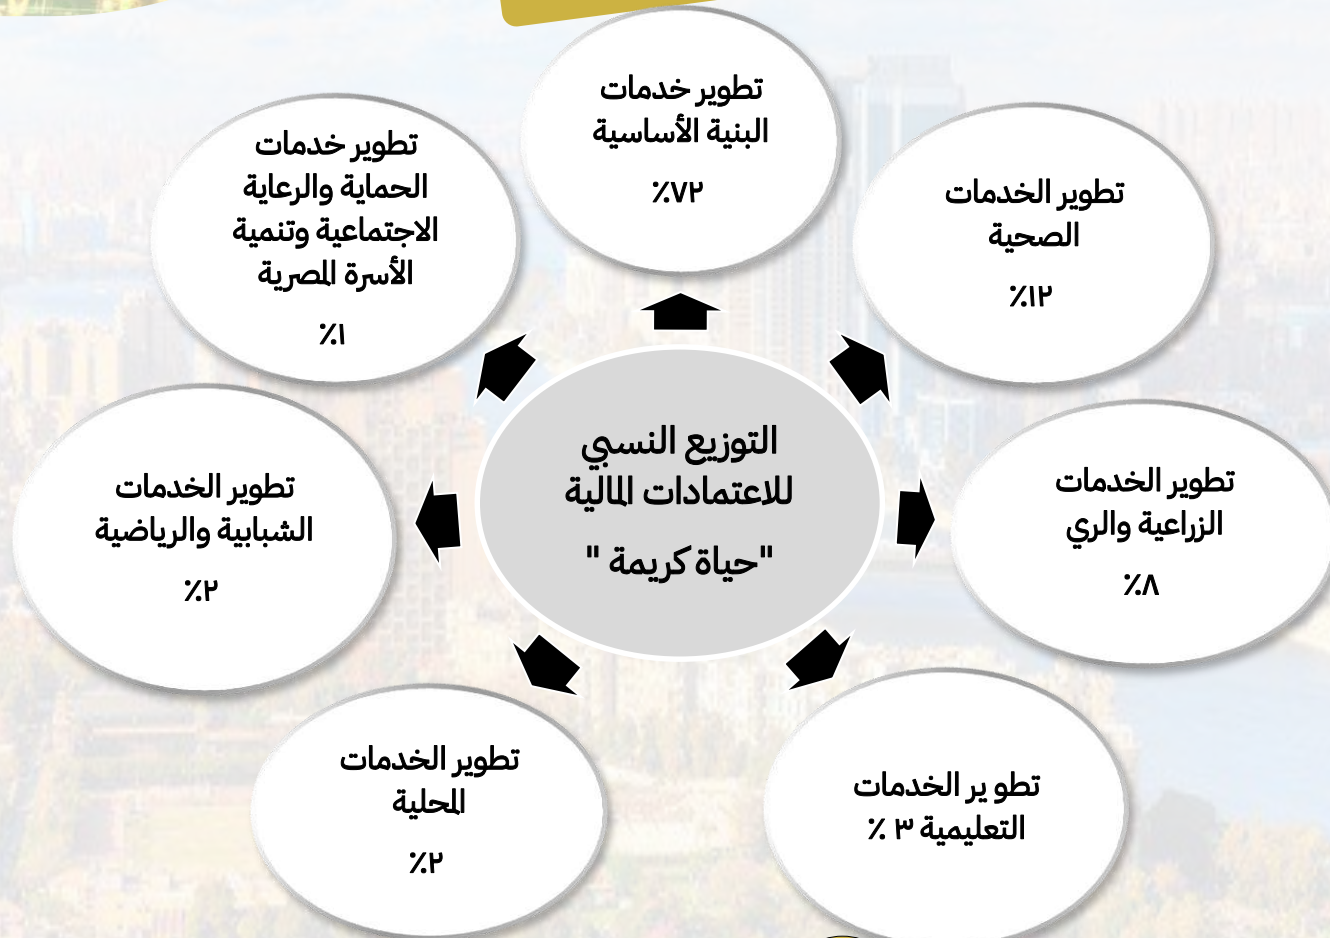 تطوير خدمات
البنية الأساسية
٧٢٪
تطوير الخدمات
الصحية
١٢٪
تطوير الخدمات
الزراعية والري
٨٪
تطو ير الخدمات
التعليمية ٣ ٪
تطوير الخدمات
المحلية
٢٪
تطوير الخدمات
الشبابية والرياضية
٢٪
تطوير خدمات
الحماية والرعاية
الاجتماعية وتنمية
الأسرة المصرية
١٪
التوزيع النسبي
للاعتمادات المالية
"حياة كريمة "